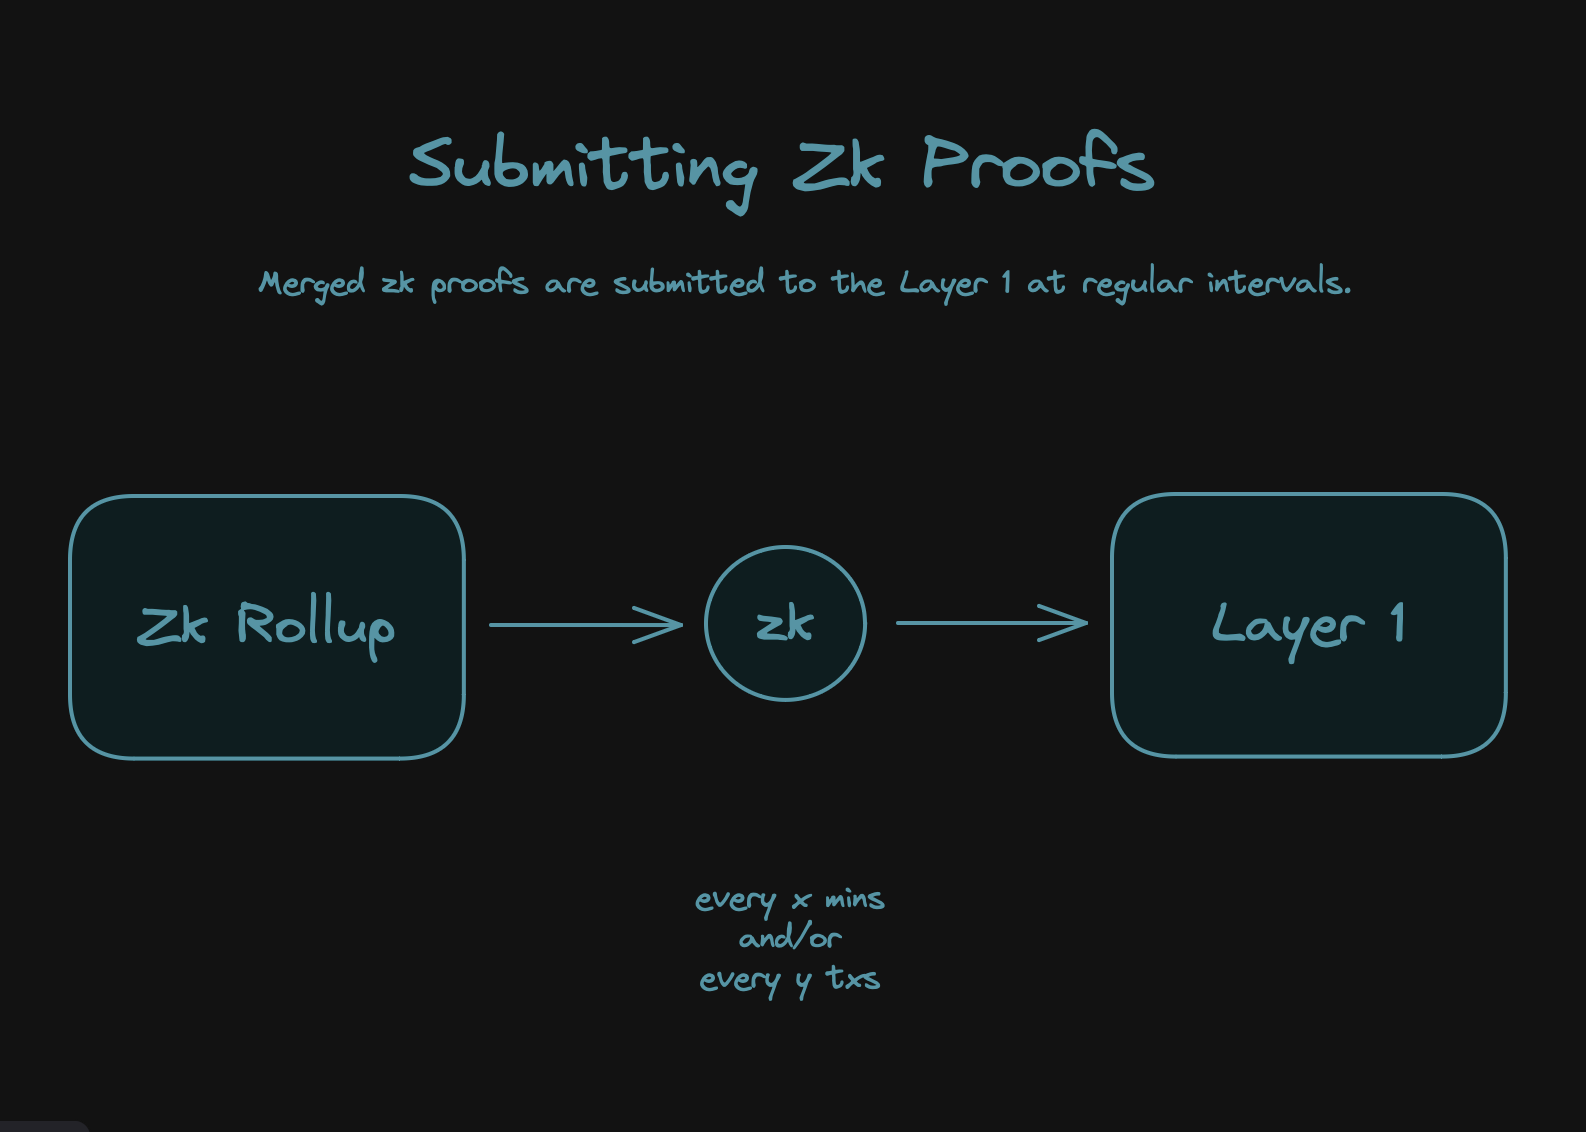 Submitting Zk Proofs
Merged zk proofs are submitted to the Layer 1 at regular intervals.
Zk Rollup
zk
Layer 1
every x mins
and/or
every y txs